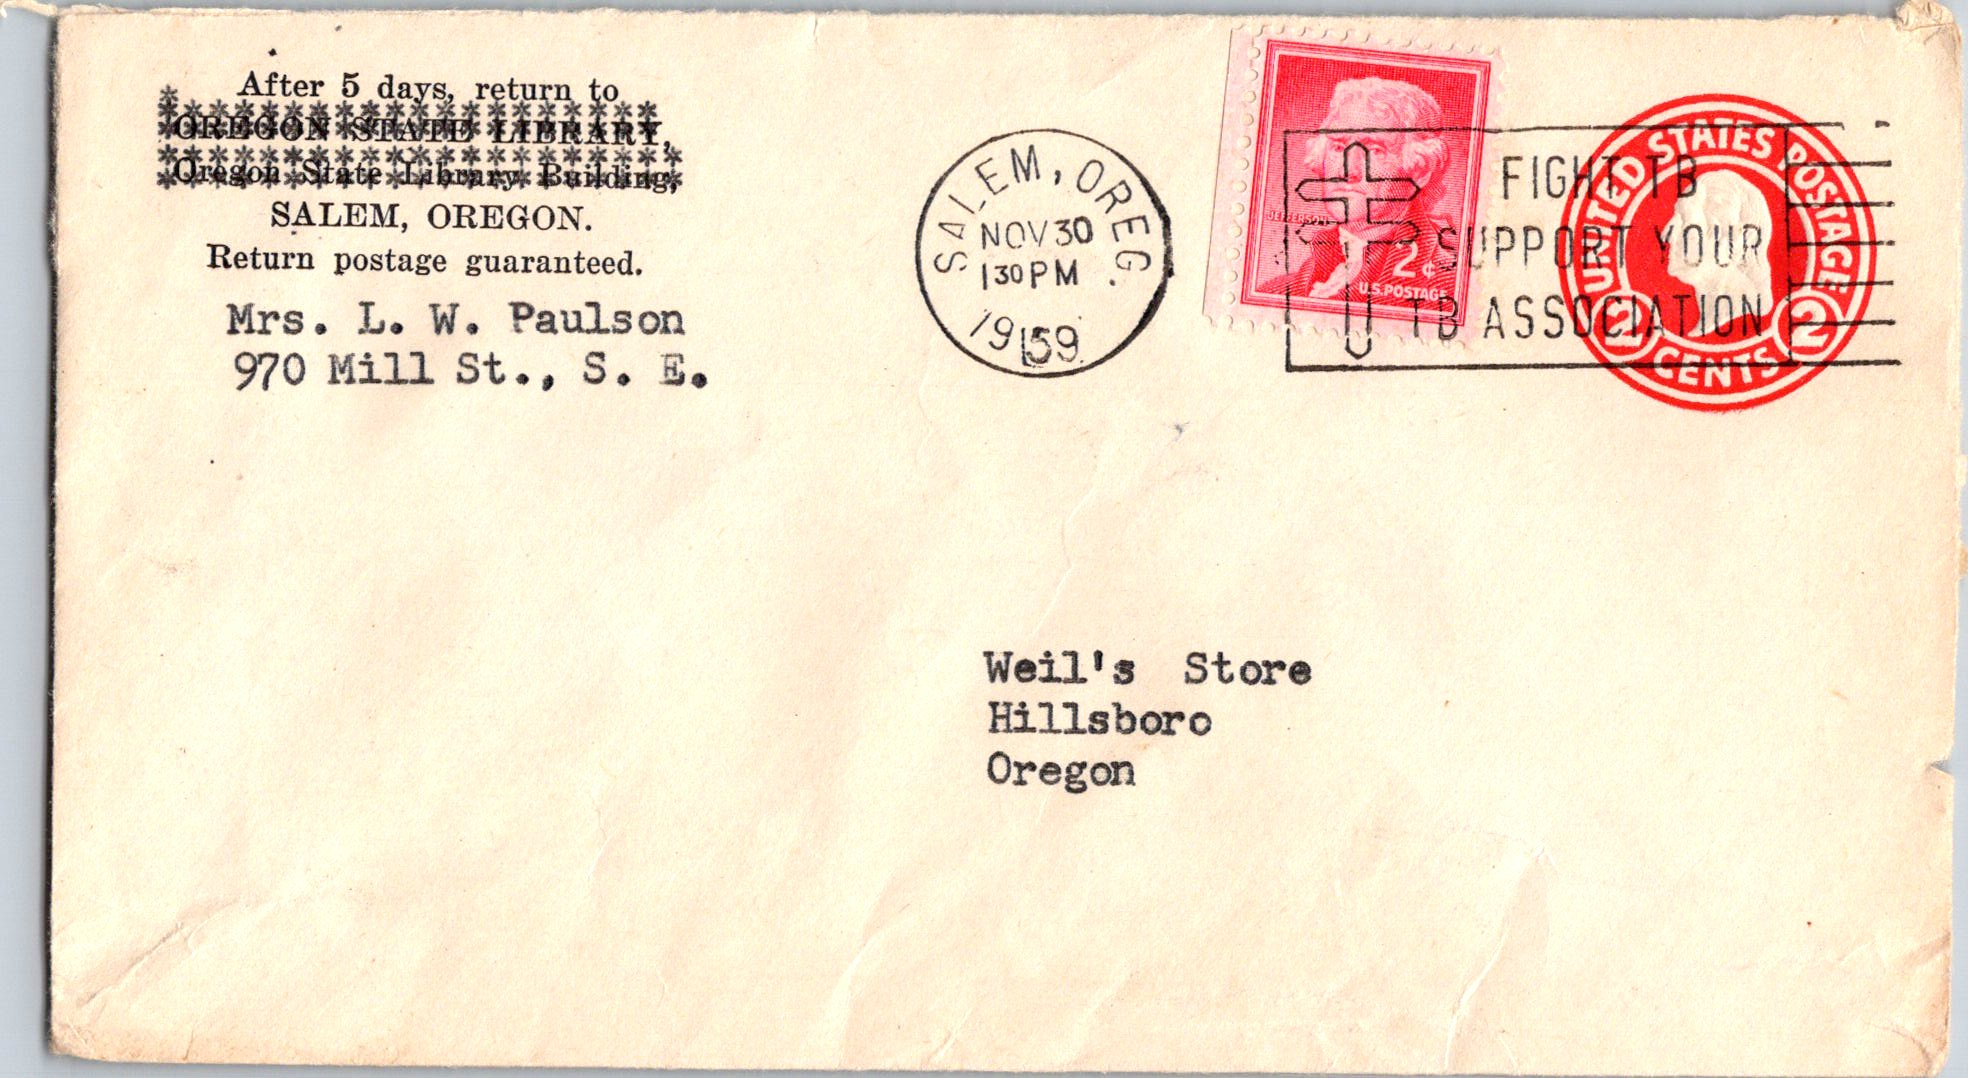 After 5 days, return to
OREGON STATE LIBRARY,
Oregon State Library Building,
SALEM, OREGON.
Return postage guaranteed.
Mrs. L. W. Paulson
970 Mill St., S. E.
SALEM, OREG.
NOV 30
1 30 PM
1959
JEFFERSON
2¢
U.S. POSTAGE
FIGHT TB
SUPPORT YOUR
TB ASSOCIATION
UNITED STATES POSTAGE
2 CENTS 2
Weil's Store
Hillsboro
Oregon